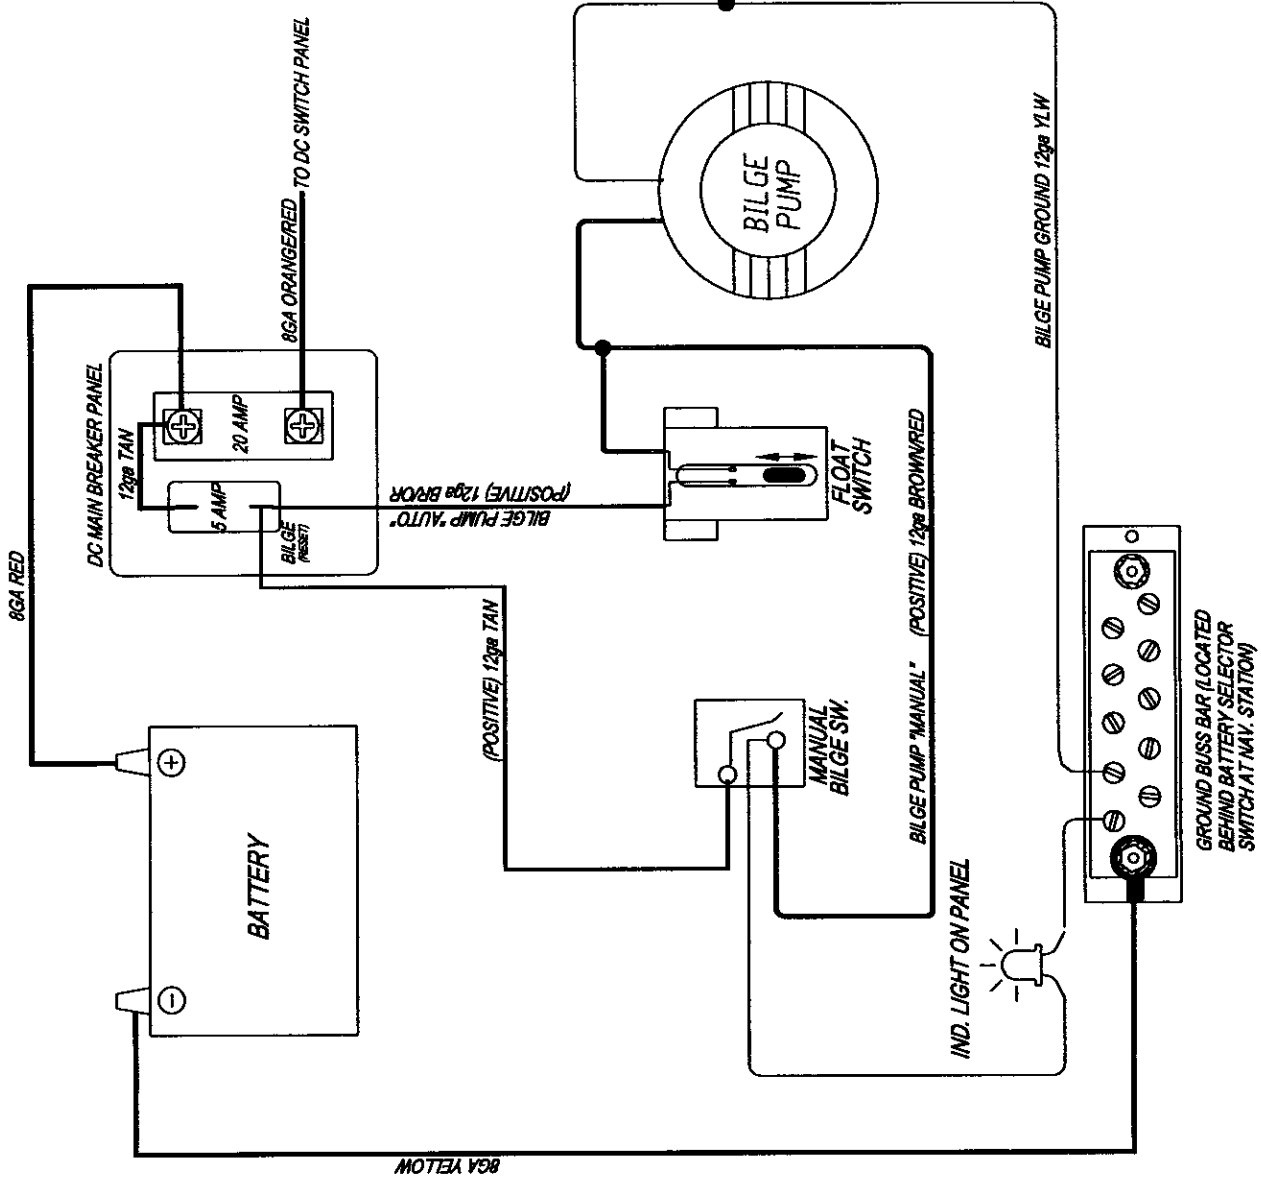 8GA RED
DC MAIN BREAKER PANEL
12ga TAN
20 AMP
5 AMP
BILGE
(RESET)
8GA ORANGE/RED
TO DC SWITCH PANEL
BATTERY
+
−
8GA YELLOW
(POSITIVE) 12ga TAN
BILGE PUMP "AUTO"
(POSITIVE) 12ga BR/OR
FLOAT
SWITCH
BILGE
PUMP
MANUAL
BILGE SW.
BILGE PUMP "MANUAL" (POSITIVE) 12ga BROWN/RED
IND. LIGHT ON PANEL
BILGE PUMP GROUND 12ga YLW
GROUND BUSS BAR (LOCATED
BEHIND BATTERY SELECTOR
SWITCH AT NAV. STATION)